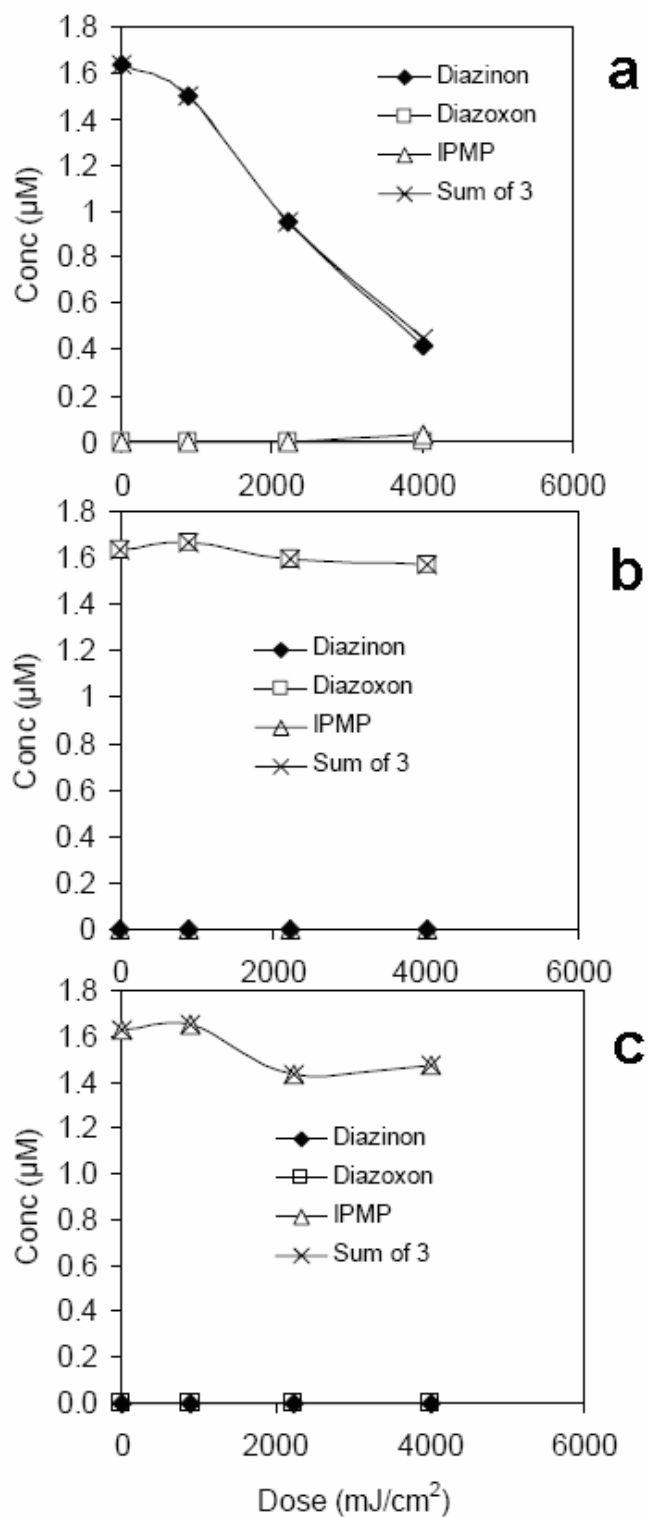 a
Conc (µM)
1.8
1.6
1.4
1.2
1
0.8
0.6
0.4
0.2
0
Diazinon
Diazoxon
IPMP
Sum of 3
0 2000 4000 6000
b
Conc (µM)
1.8
1.6
1.4
1.2
1
0.8
0.6
0.4
0.2
0
Diazinon
Diazoxon
IPMP
Sum of 3
0 2000 4000 6000
c
Conc (µM)
1.8
1.6
1.4
1.2
1.0
0.8
0.6
0.4
0.2
0.0
Diazinon
Diazoxon
IPMP
Sum of 3
0 2000 4000 6000
Dose (mJ/cm²)